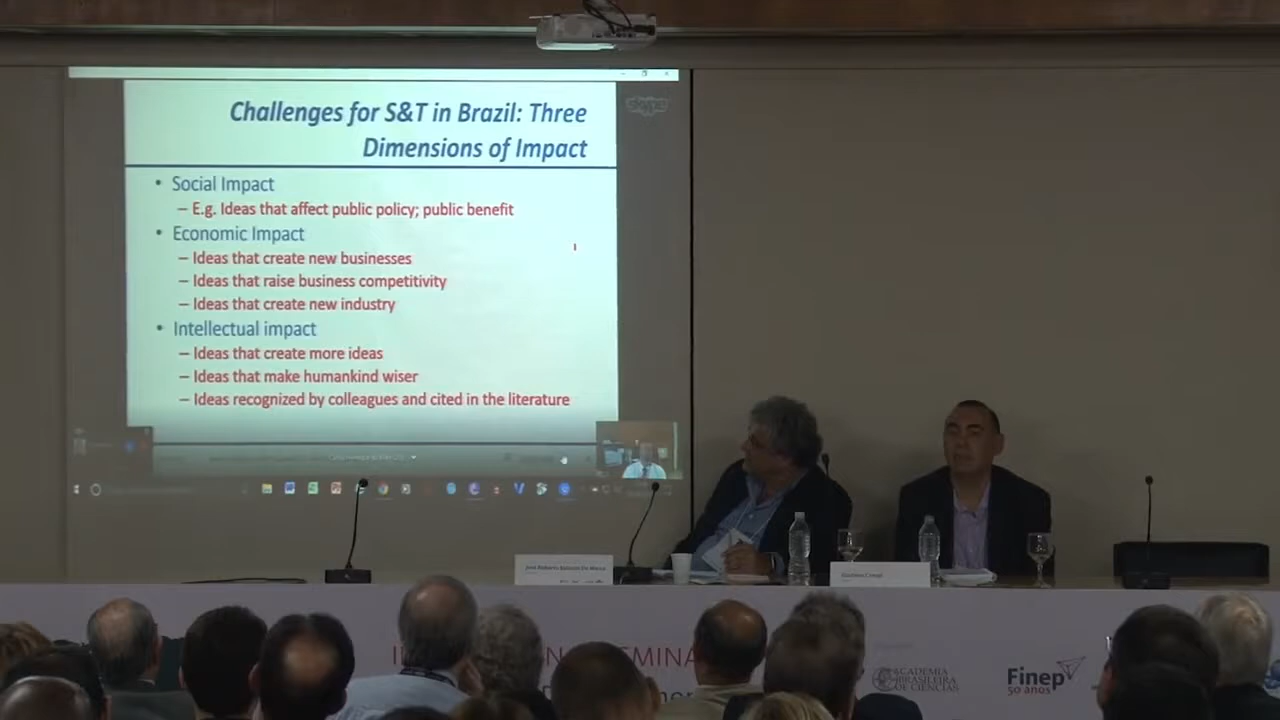 Challenges for S&T in Brazil: Three
Dimensions of Impact
skype
• Social Impact
– E.g. Ideas that affect public policy; public benefit
• Economic Impact
– Ideas that create new businesses
– Ideas that raise business competitivity
– Ideas that create new industry
• Intellectual impact
– Ideas that create more ideas
– Ideas that make humankind wiser
– Ideas recognized by colleagues and cited in the literature
ACADEMIA
BRASILEIRA
DE CIÊNCIAS
Finep
50 anos